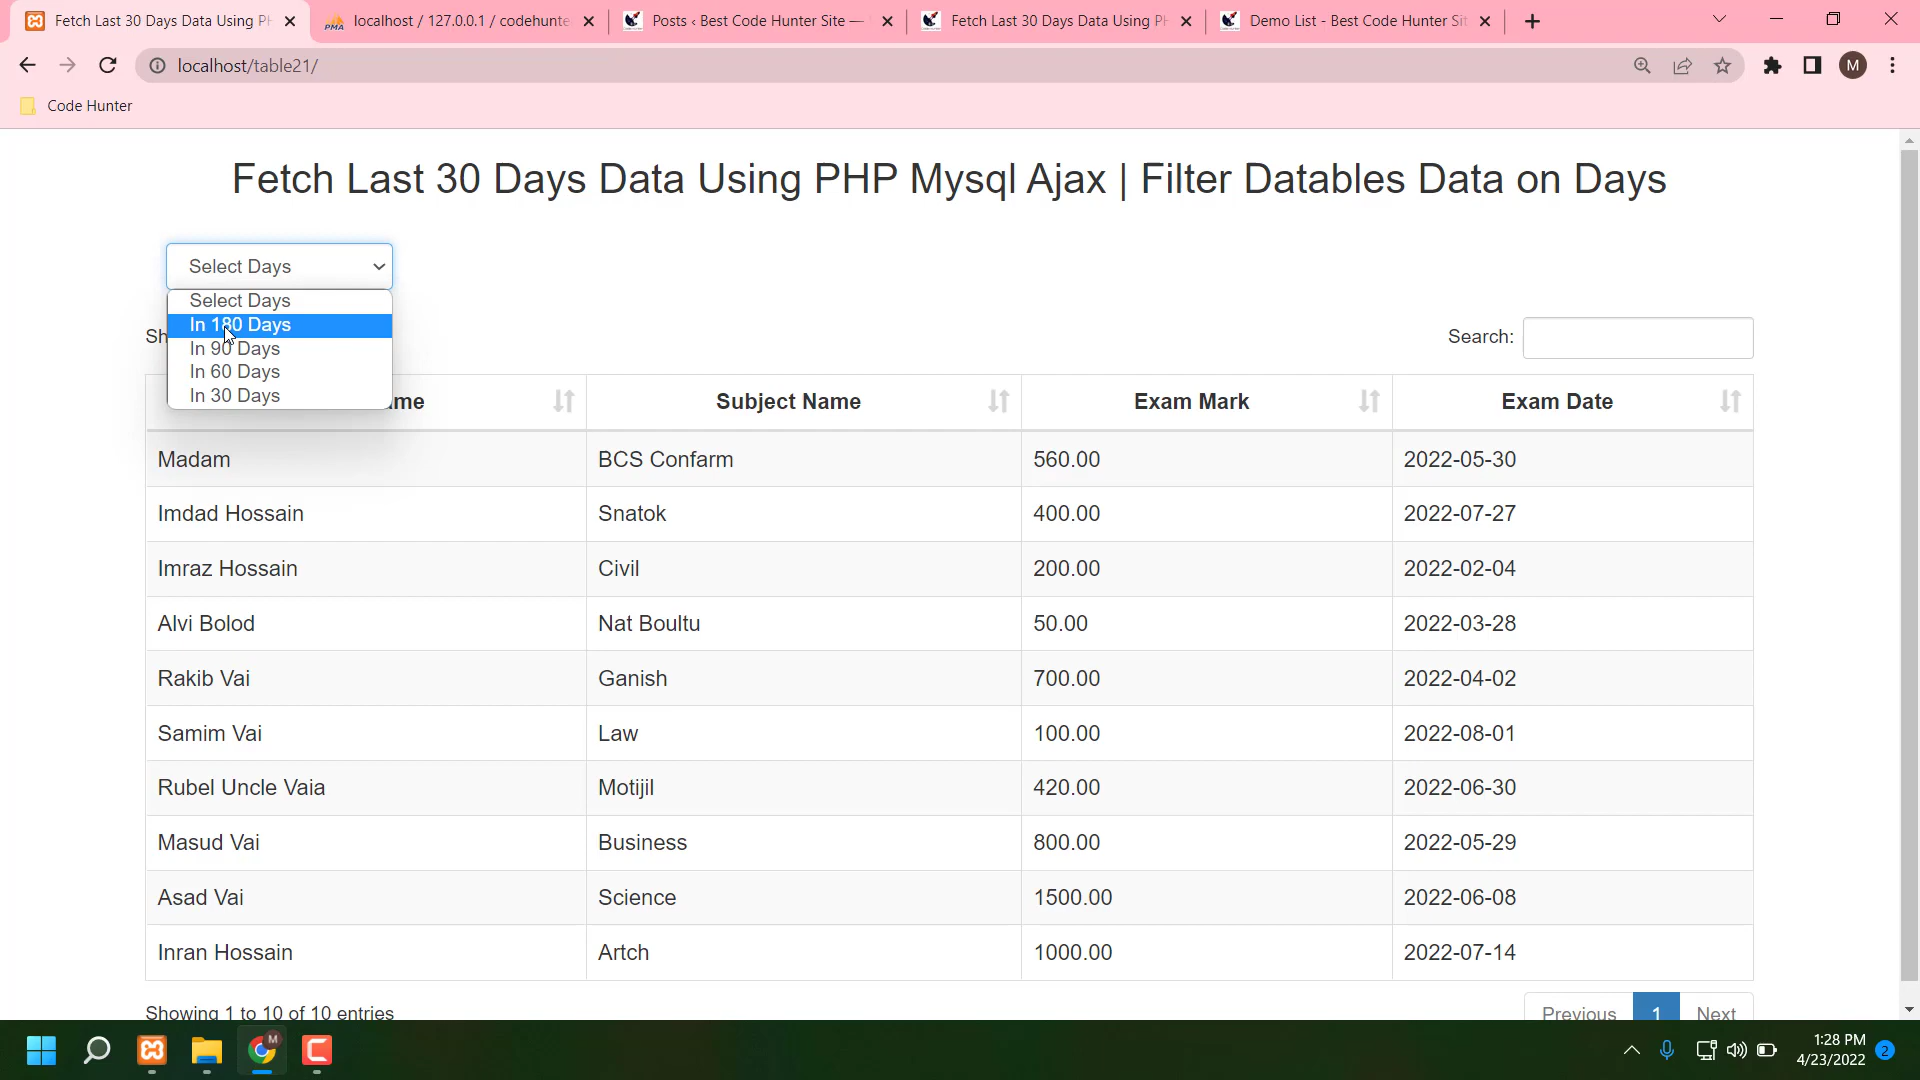 Fetch Last 30 Days Data Using PH
localhost / 127.0.0.1 / codehunte
Posts ‹ Best Code Hunter Site —
Fetch Last 30 Days Data Using PH
Demo List - Best Code Hunter Sit
localhost/table21/
M
Code Hunter
Fetch Last 30 Days Data Using PHP Mysql Ajax | Filter Datables Data on Days
Select Days
Select Days
In 180 Days
In 90 Days
In 60 Days
In 30 Days
Sh
Search:
me
Subject Name
Exam Mark
Exam Date
Madam BCS Confarm 560.00 2022-05-30
Imdad Hossain Snatok 400.00 2022-07-27
Imraz Hossain Civil 200.00 2022-02-04
Alvi Bolod Nat Boultu 50.00 2022-03-28
Rakib Vai Ganish 700.00 2022-04-02
Samim Vai Law 100.00 2022-08-01
Rubel Uncle Vaia Motijil 420.00 2022-06-30
Masud Vai Business 800.00 2022-05-29
Asad Vai Science 1500.00 2022-06-08
Inran Hossain Artch 1000.00 2022-07-14
Showing 1 to 10 of 10 entries
Previous 1 Next
M
1:28 PM
4/23/2022
2